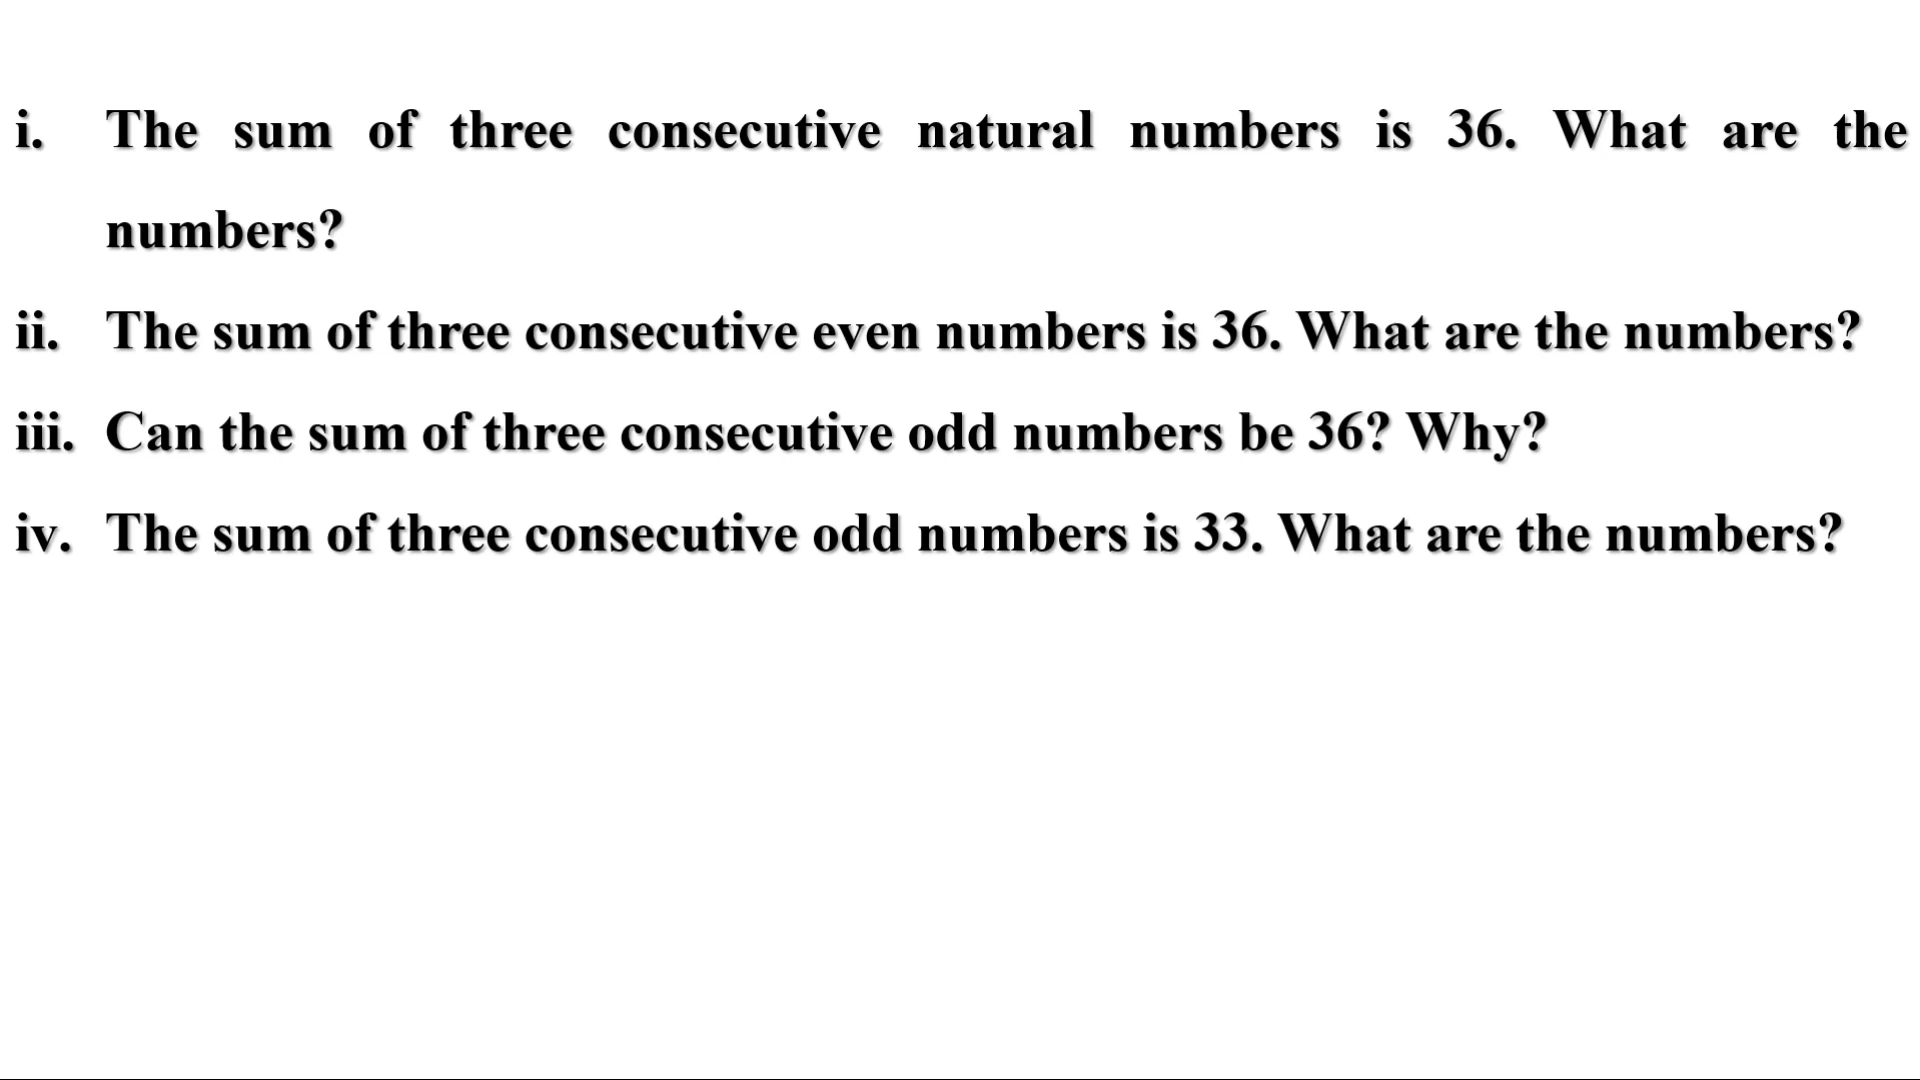 i. The sum of three consecutive natural numbers is 36. What are the
numbers?
ii. The sum of three consecutive even numbers is 36. What are the numbers?
iii. Can the sum of three consecutive odd numbers be 36? Why?
iv. The sum of three consecutive odd numbers is 33. What are the numbers?